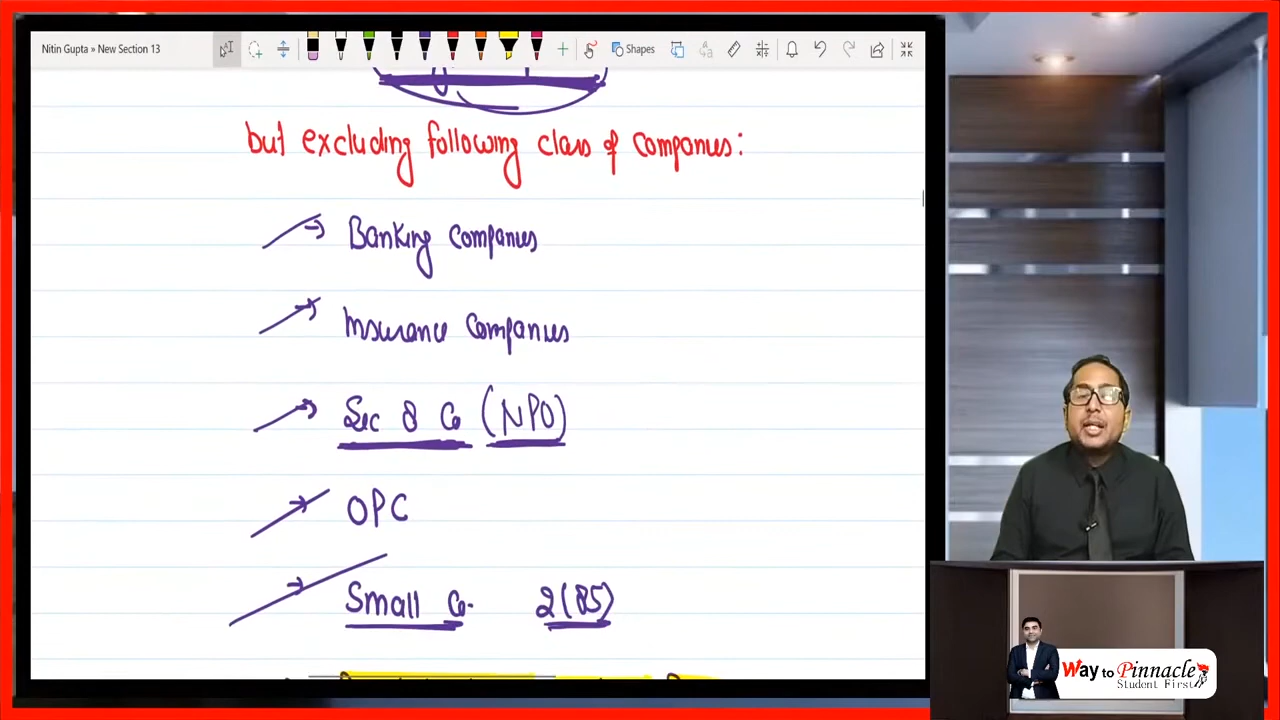 Nitin Gupta » New Section 13
Shapes
but excluding following class of companies:
→ Banking Companies
→ Insurance Companies
→ Sec 8 Co (NPO)
→ OPC
→ Small Co. 2(85)
Way to Pinnacle
Student First